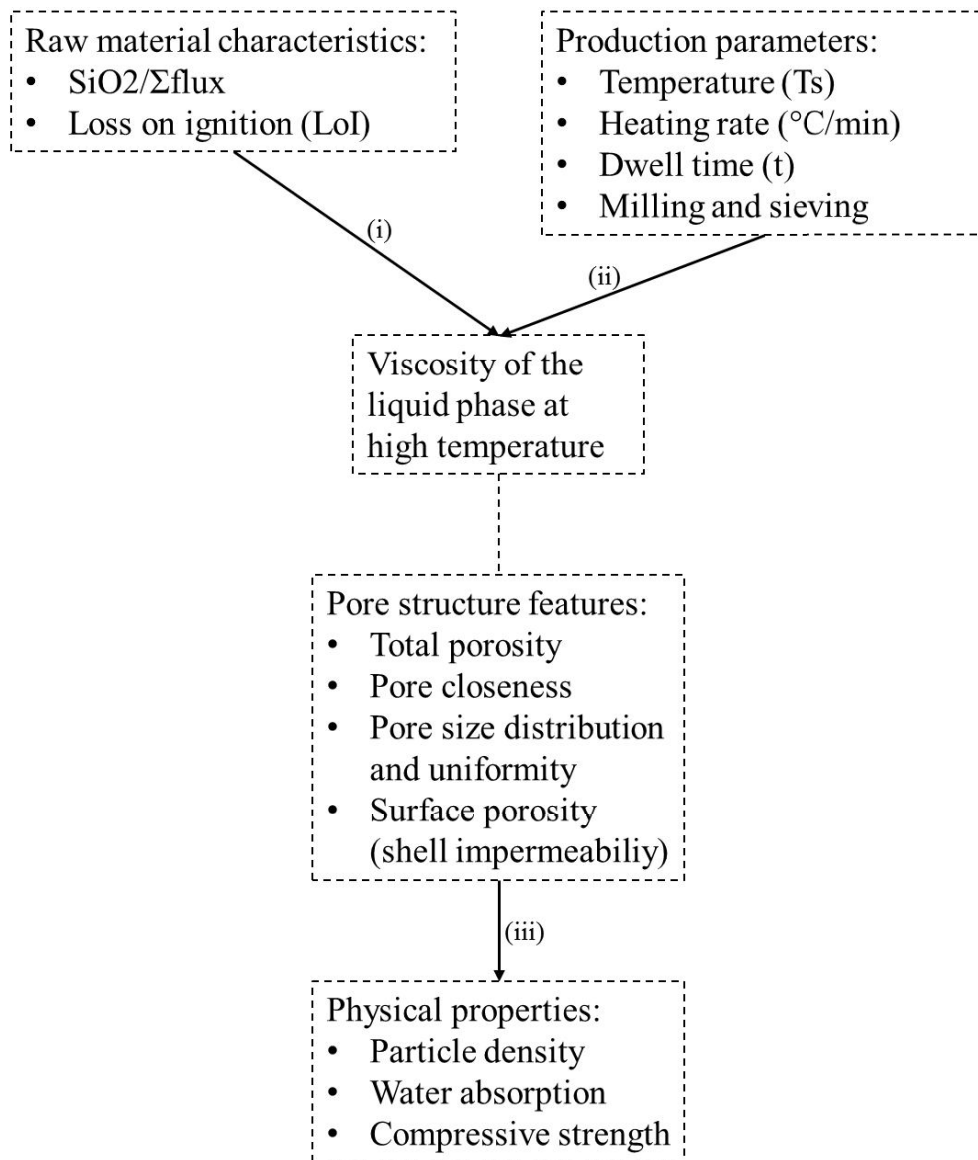 Raw material characteristics:
• SiO2/Σflux
• Loss on ignition (LoI)
Production parameters:
• Temperature (Ts)
• Heating rate (°C/min)
• Dwell time (t)
• Milling and sieving
(i)
(ii)
Viscosity of the
liquid phase at
high temperature
Pore structure features:
• Total porosity
• Pore closeness
• Pore size distribution
and uniformity
• Surface porosity
(shell impermeabiliy)
(iii)
Physical properties:
• Particle density
• Water absorption
• Compressive strength